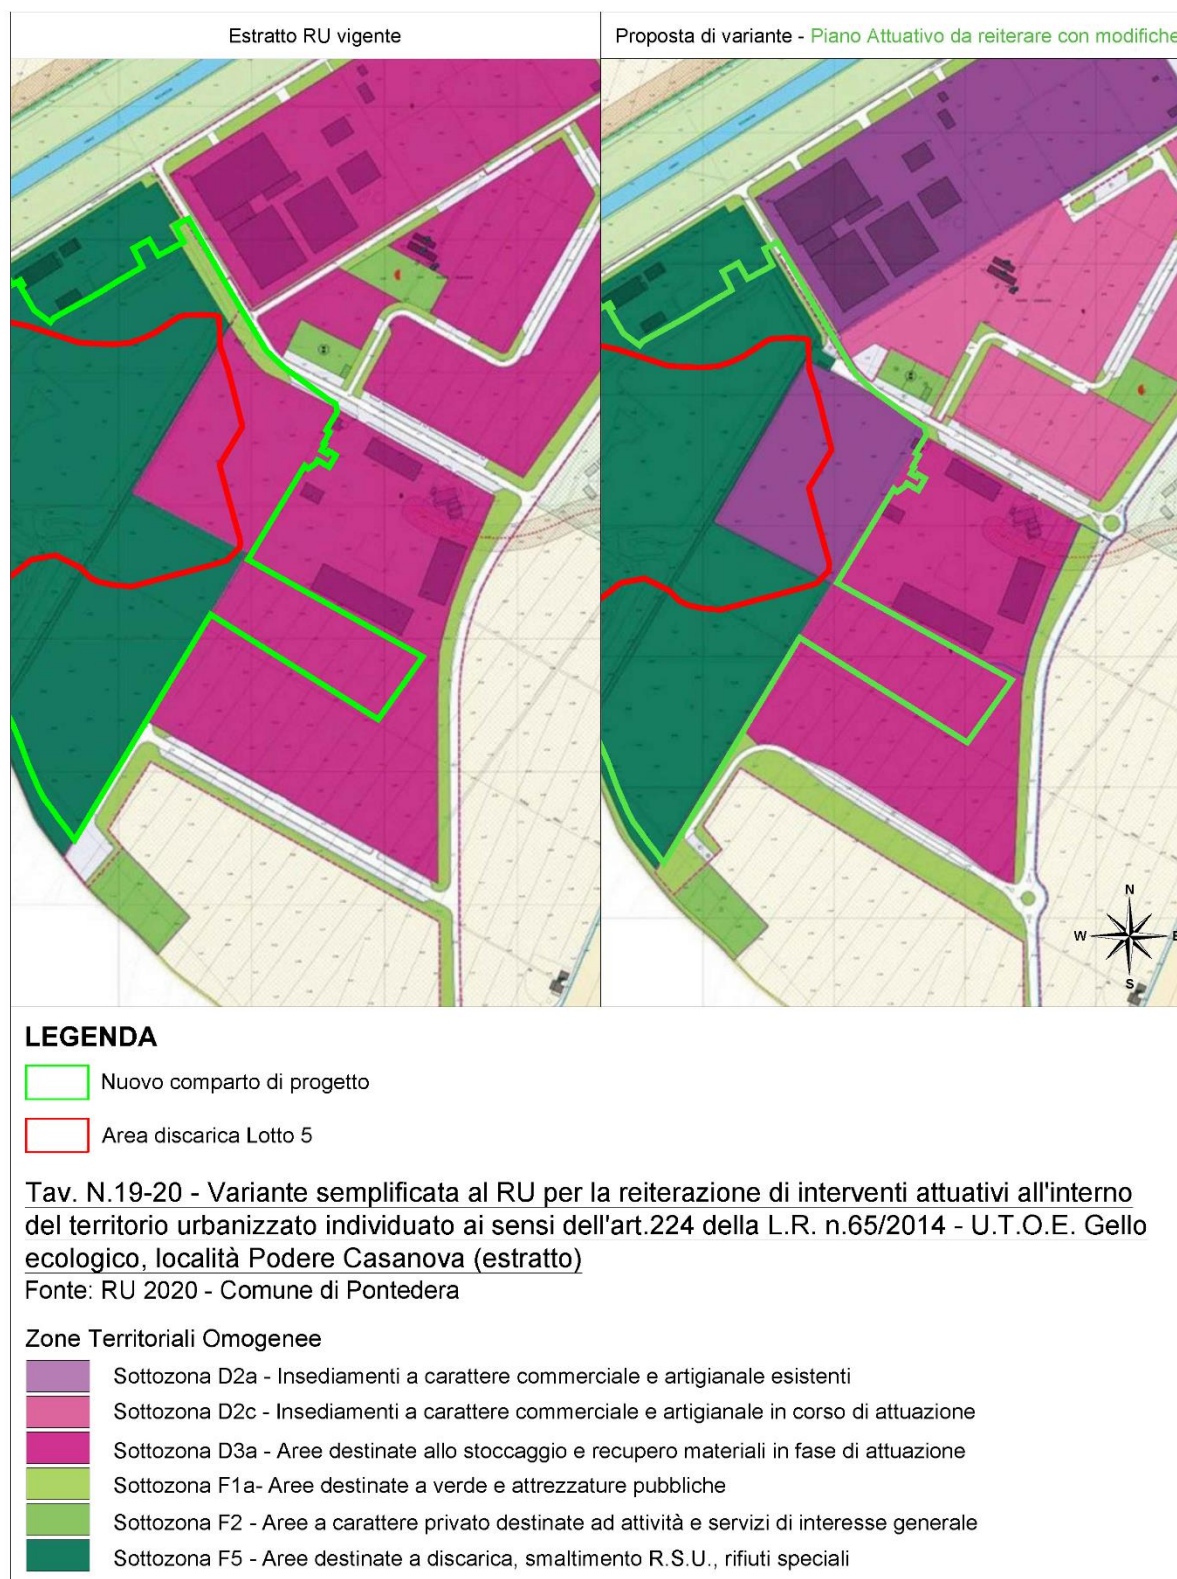 Estratto RU vigente
Proposta di variante - Piano Attuativo da reiterare con modifiche
N
W
E
S
LEGENDA
Nuovo comparto di progetto
Area discarica Lotto 5
Tav. N.19-20 - Variante semplificata al RU per la reiterazione di interventi attuativi all'interno
del territorio urbanizzato individuato ai sensi dell'art.224 della L.R. n.65/2014 - U.T.O.E. Gello
ecologico, località Podere Casanova (estratto)
Fonte: RU 2020 - Comune di Pontedera
Zone Territoriali Omogenee
Sottozona D2a - Insediamenti a carattere commerciale e artigianale esistenti
Sottozona D2c - Insediamenti a carattere commerciale e artigianale in corso di attuazione
Sottozona D3a - Aree destinate allo stoccaggio e recupero materiali in fase di attuazione
Sottozona F1a- Aree destinate a verde e attrezzature pubbliche
Sottozona F2 - Aree a carattere privato destinate ad attività e servizi di interesse generale
Sottozona F5 - Aree destinate a discarica, smaltimento R.S.U., rifiuti speciali